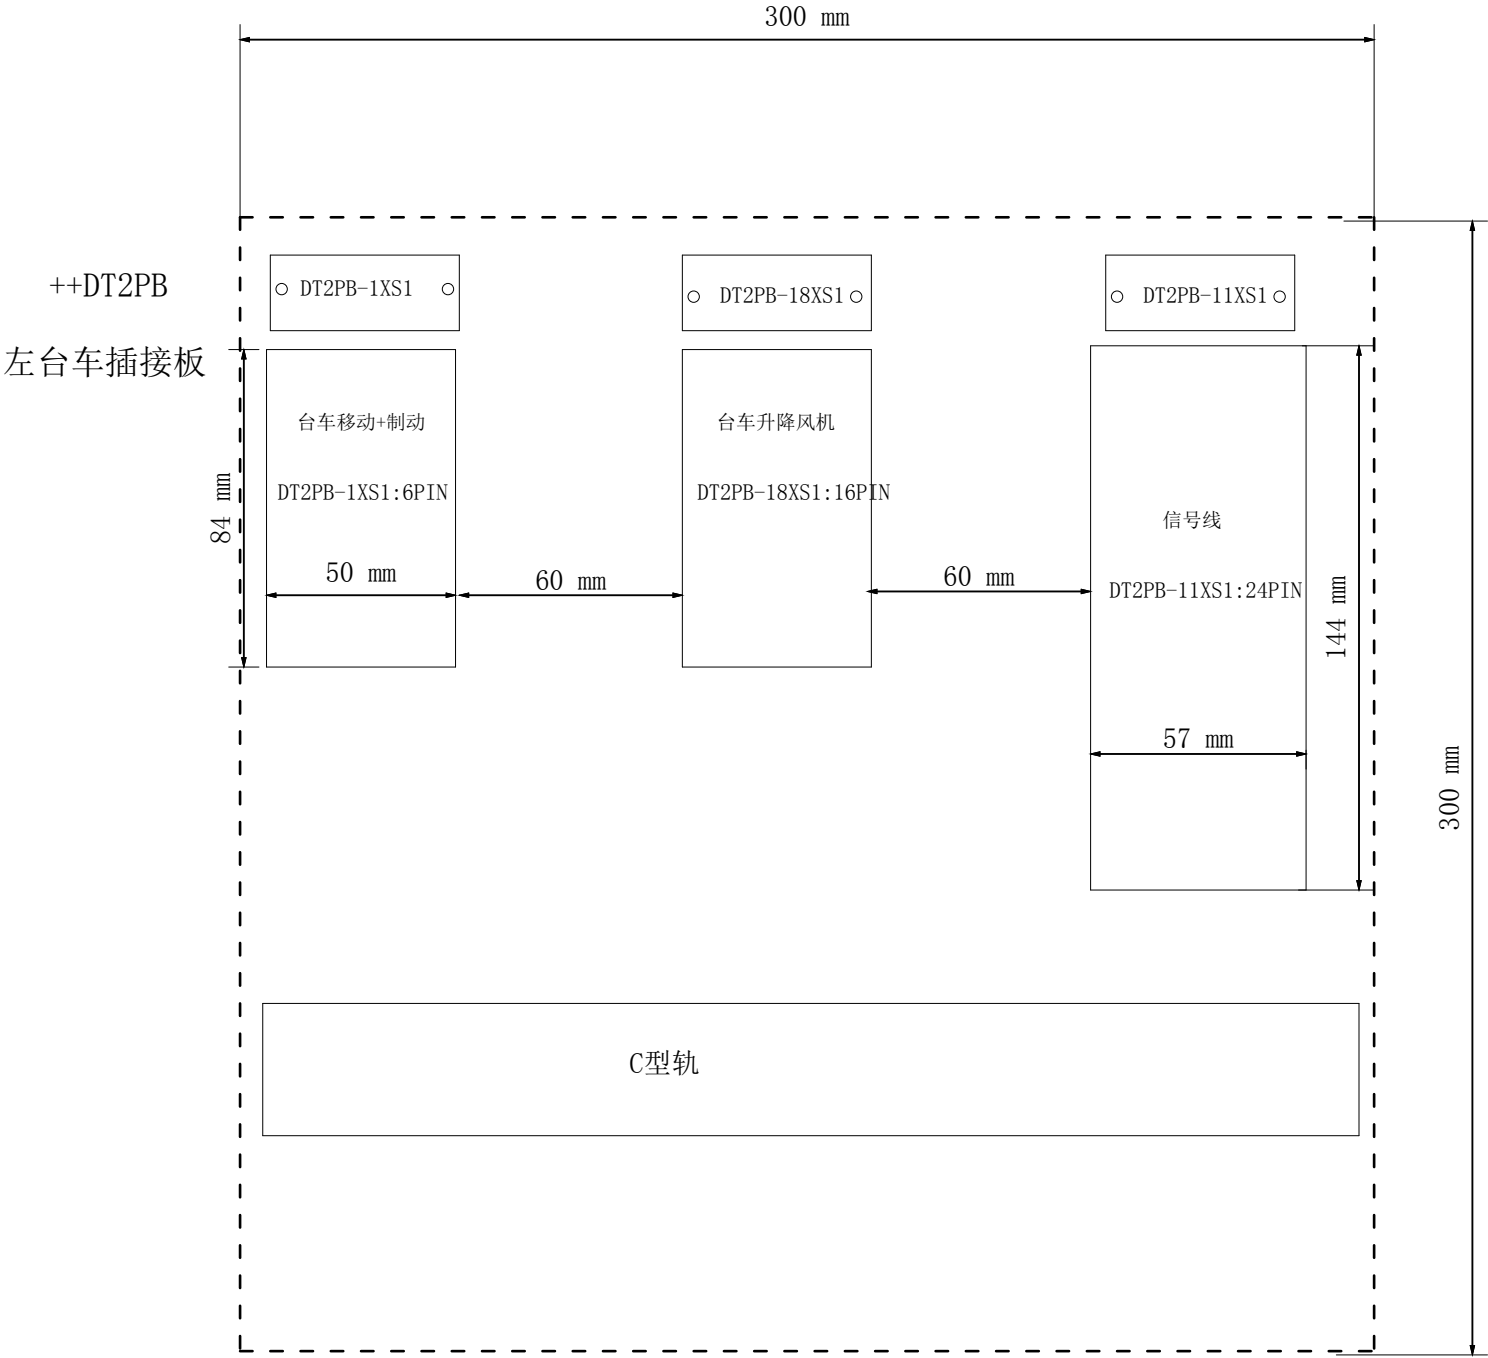 300 mm
++DT2PB
左台车插接板
DT2PB-1XS1
DT2PB-18XS1
DT2PB-11XS1
台车移动+制动
DT2PB-1XS1:6PIN
84 mm
50 mm
60 mm
台车升降风机
DT2PB-18XS1:16PIN
60 mm
信号线
DT2PB-11XS1:24PIN
144 mm
57 mm
300 mm
C型轨